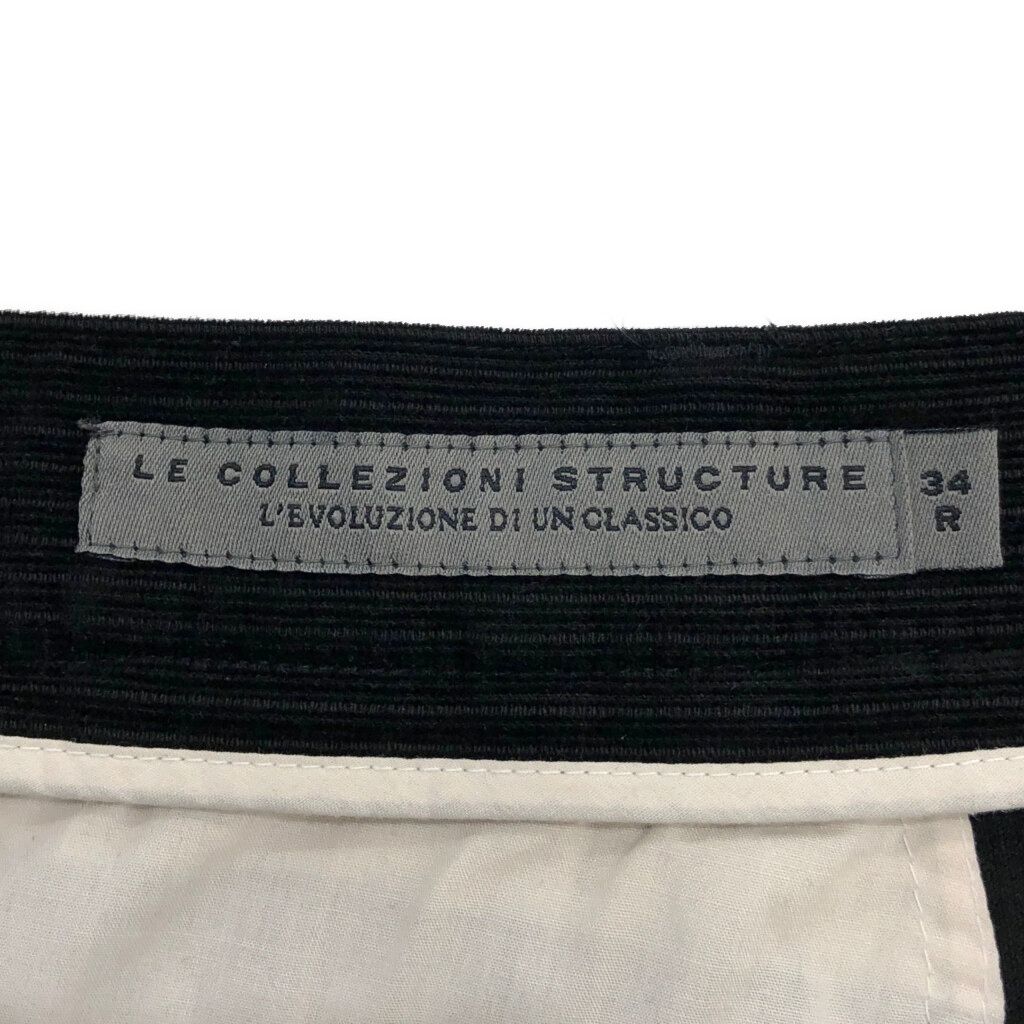 LE COLLEZIONI STRUCTURE
L'EVOLUZIONE DI UN CLASSICO
34
R